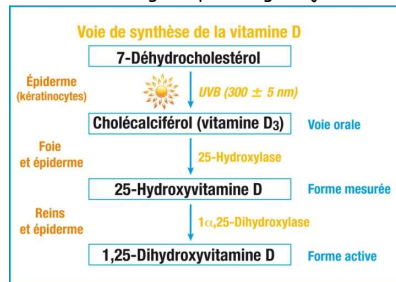 Voie de synthèse de la vitamine D
7-Déhydrocholestérol
Épiderme
(kératinocytes)
UVB (300 ± 5 nm)
Cholécalciférol (vitamine D3)
Voie orale
Foie
et épiderme
25-Hydroxylase
25-Hydroxyvitamine D
Forme mesurée
Reins
et épiderme
1α,25-Dihydroxylase
1,25-Dihydroxyvitamine D
Forme active